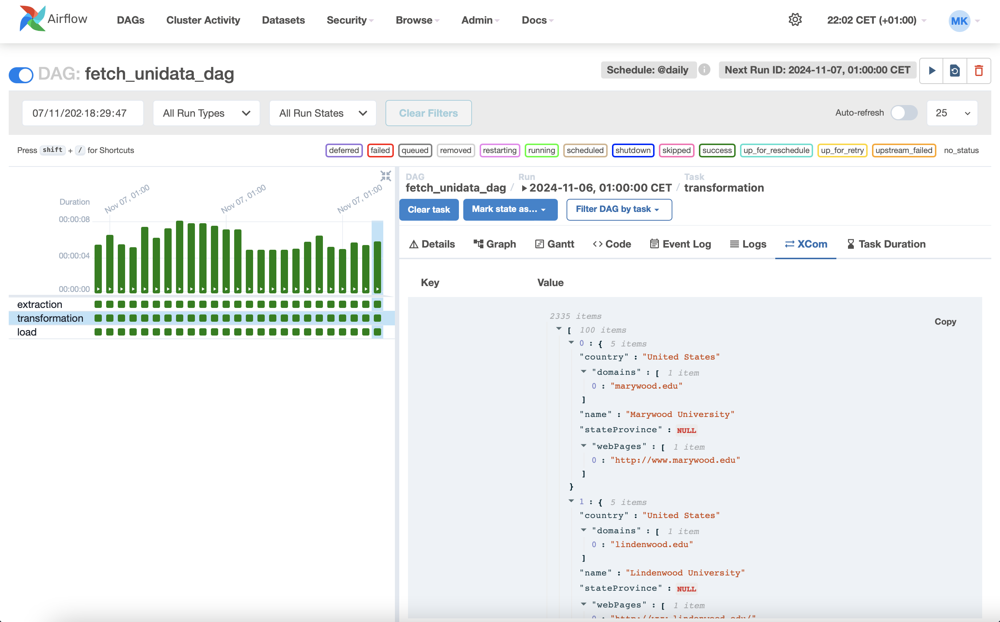 Airflow DAGs Cluster Activity Datasets Security Browse Admin Docs 22:02 CET (+01:00) MK
DAG: fetch_unidata_dag Schedule: @daily i Next Run ID: 2024-11-07, 01:00:00 CET
07/11/202 18:29:47 All Run Types All Run States Clear Filters Auto-refresh 25
Press shift + / for Shortcuts deferred failed queued removed restarting running scheduled shutdown skipped success up_for_reschedule up_for_retry upstream_failed no_status
Nov 07, 01:00 Nov 07, 01:00 Nov 07, 01:00
Duration
00:00:08
00:00:04
00:00:00
extraction
transformation
load
DAG Run Task
fetch_unidata_dag / 2024-11-06, 01:00:00 CET / transformation
Clear task Mark state as... Filter DAG by task
Details Graph Gantt Code Event Log Logs XCom Task Duration
Key Value
2335 items
Copy
[ 100 items
0 : { 5 items
"country" : "United States"
"domains" : [ 1 item
0 : "marywood.edu"
]
"name" : "Marywood University"
"stateProvince" : NULL
"webPages" : [ 1 item
0 : "http://www.marywood.edu"
]
}
1 : { 5 items
"country" : "United States"
"domains" : [ 1 item
0 : "lindenwood.edu"
]
"name" : "Lindenwood University"
"stateProvince" : NULL
"webPages" : [ 1 item
0 : "http://www.lindenwood.edu/"